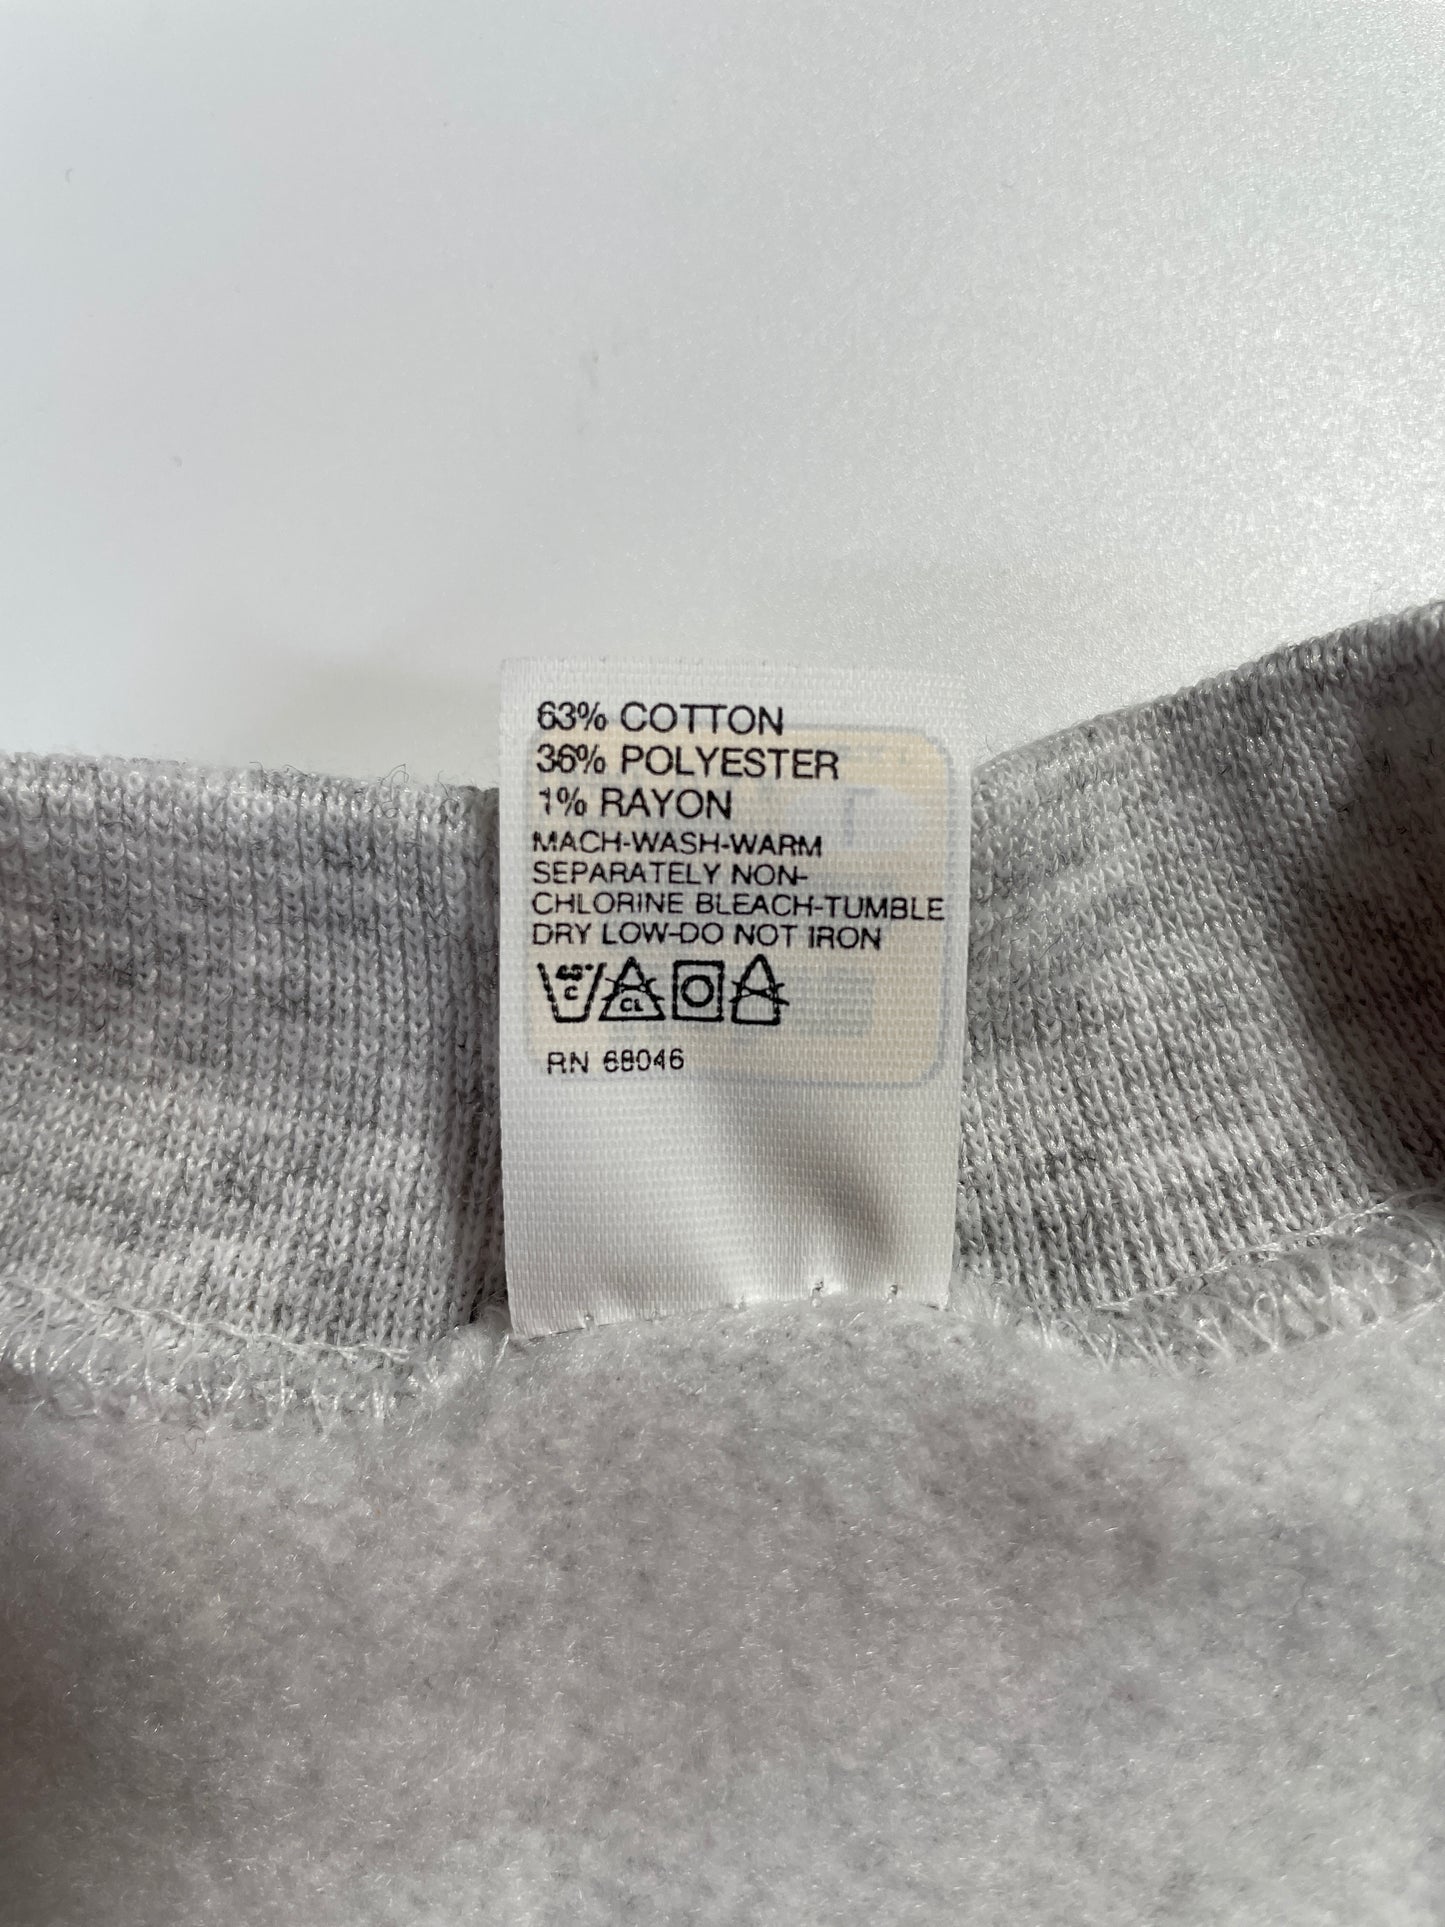 63% COTTON
36% POLYESTER
1% RAYON
MACH-WASH-WARM
SEPARATELY NON-
CHLORINE BLEACH-TUMBLE
DRY LOW-DO NOT IRON
C CL
RN 68046